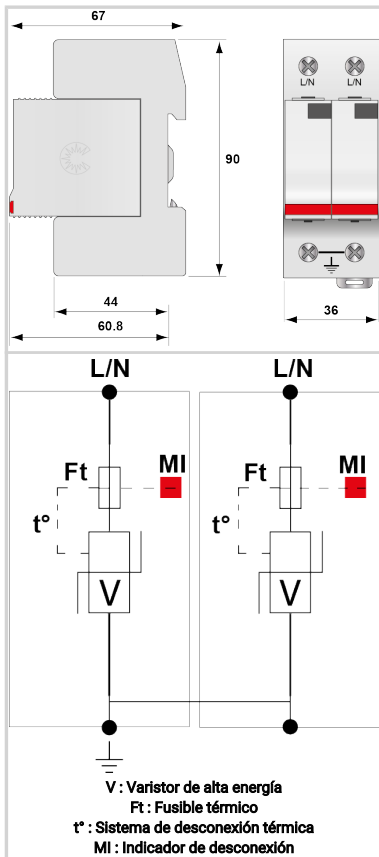 67
L/N L/N
90
44
60.8
36
L/N L/N
Ft MI Ft MI
t° t°
V V
V : Varistor de alta energía
Ft : Fusible térmico
t° : Sistema de desconexión térmica
MI : Indicador de desconexión